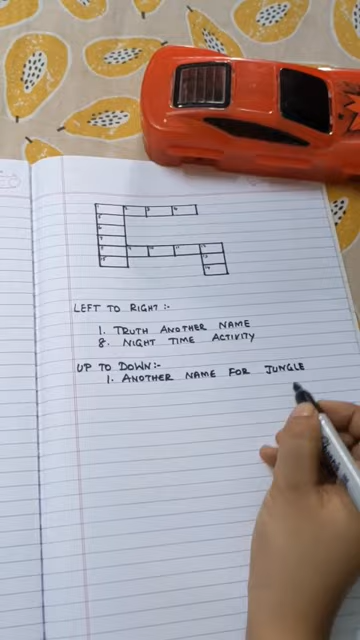 LEFT TO RIGHT :-
1. TRUTH ANOTHER NAME
8. NIGHT TIME ACTIVITY
UP TO DOWN:-
1. ANOTHER NAME FOR JUNGLE